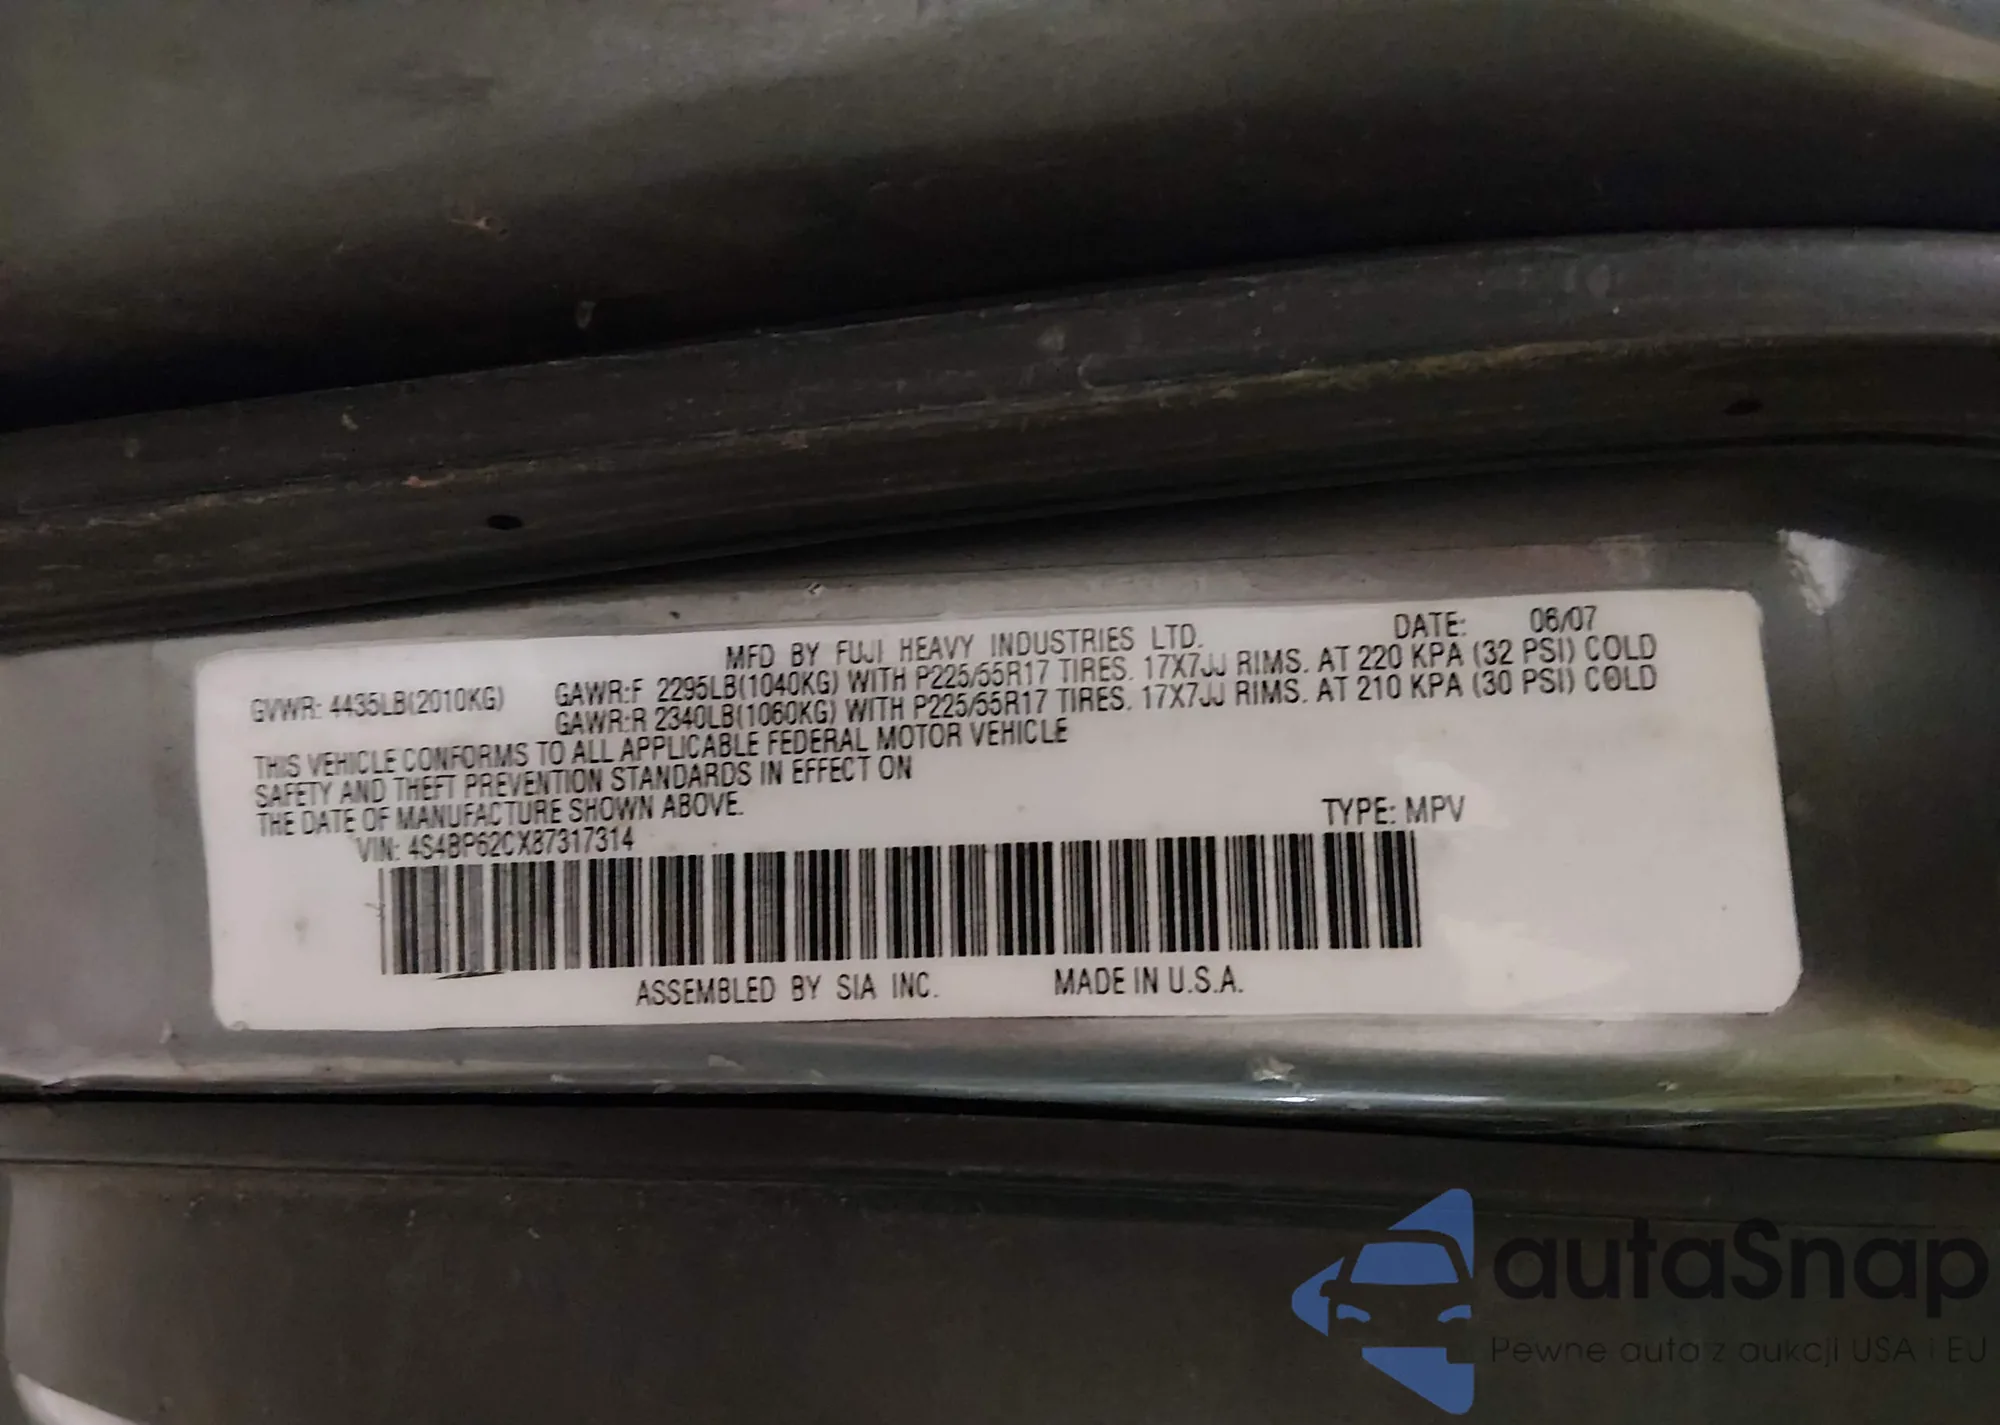 MFD BY FUJI HEAVY INDUSTRIES LTD. DATE: 06/07
GVWR: 4435LB(2010KG) GAWR:F 2295LB(1040KG) WITH P225/55R17 TIRES. 17X7JJ RIMS. AT 220 KPA (32 PSI) COLD
GAWR:R 2340LB(1060KG) WITH P225/55R17 TIRES. 17X7JJ RIMS. AT 210 KPA (30 PSI) COLD
THIS VEHICLE CONFORMS TO ALL APPLICABLE FEDERAL MOTOR VEHICLE
SAFETY AND THEFT PREVENTION STANDARDS IN EFFECT ON
THE DATE OF MANUFACTURE SHOWN ABOVE.
VIN: 4S4BP62CX87317314 TYPE: MPV
ASSEMBLED BY SIA INC. MADE IN U.S.A.
autaSnap
Pewne auta z aukcji USA i EU